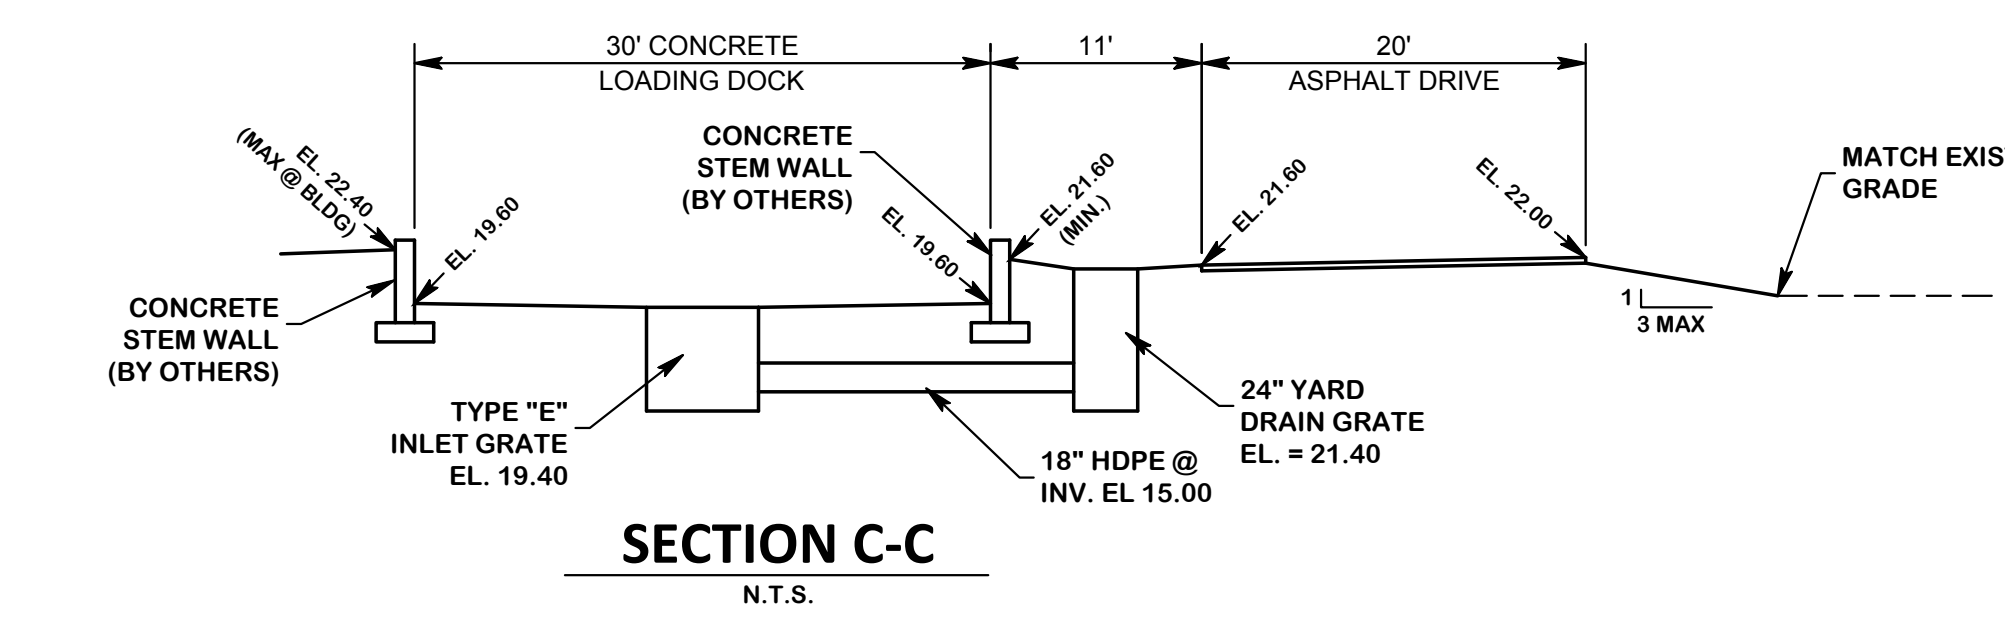 30' CONCRETE
LOADING DOCK
11'
20'
ASPHALT DRIVE
EL. 22.40
(MAX @ BLDG)
EL. 19.60
CONCRETE
STEM WALL
(BY OTHERS)
EL. 19.60
EL. 21.60
(MIN.)
EL. 21.60
EL. 22.00
MATCH EXIS
GRADE
CONCRETE
STEM WALL
(BY OTHERS)
1
3 MAX
TYPE "E"
INLET GRATE
EL. 19.40
18" HDPE @
INV. EL 15.00
24" YARD
DRAIN GRATE
EL. = 21.40
SECTION C-C
N.T.S.